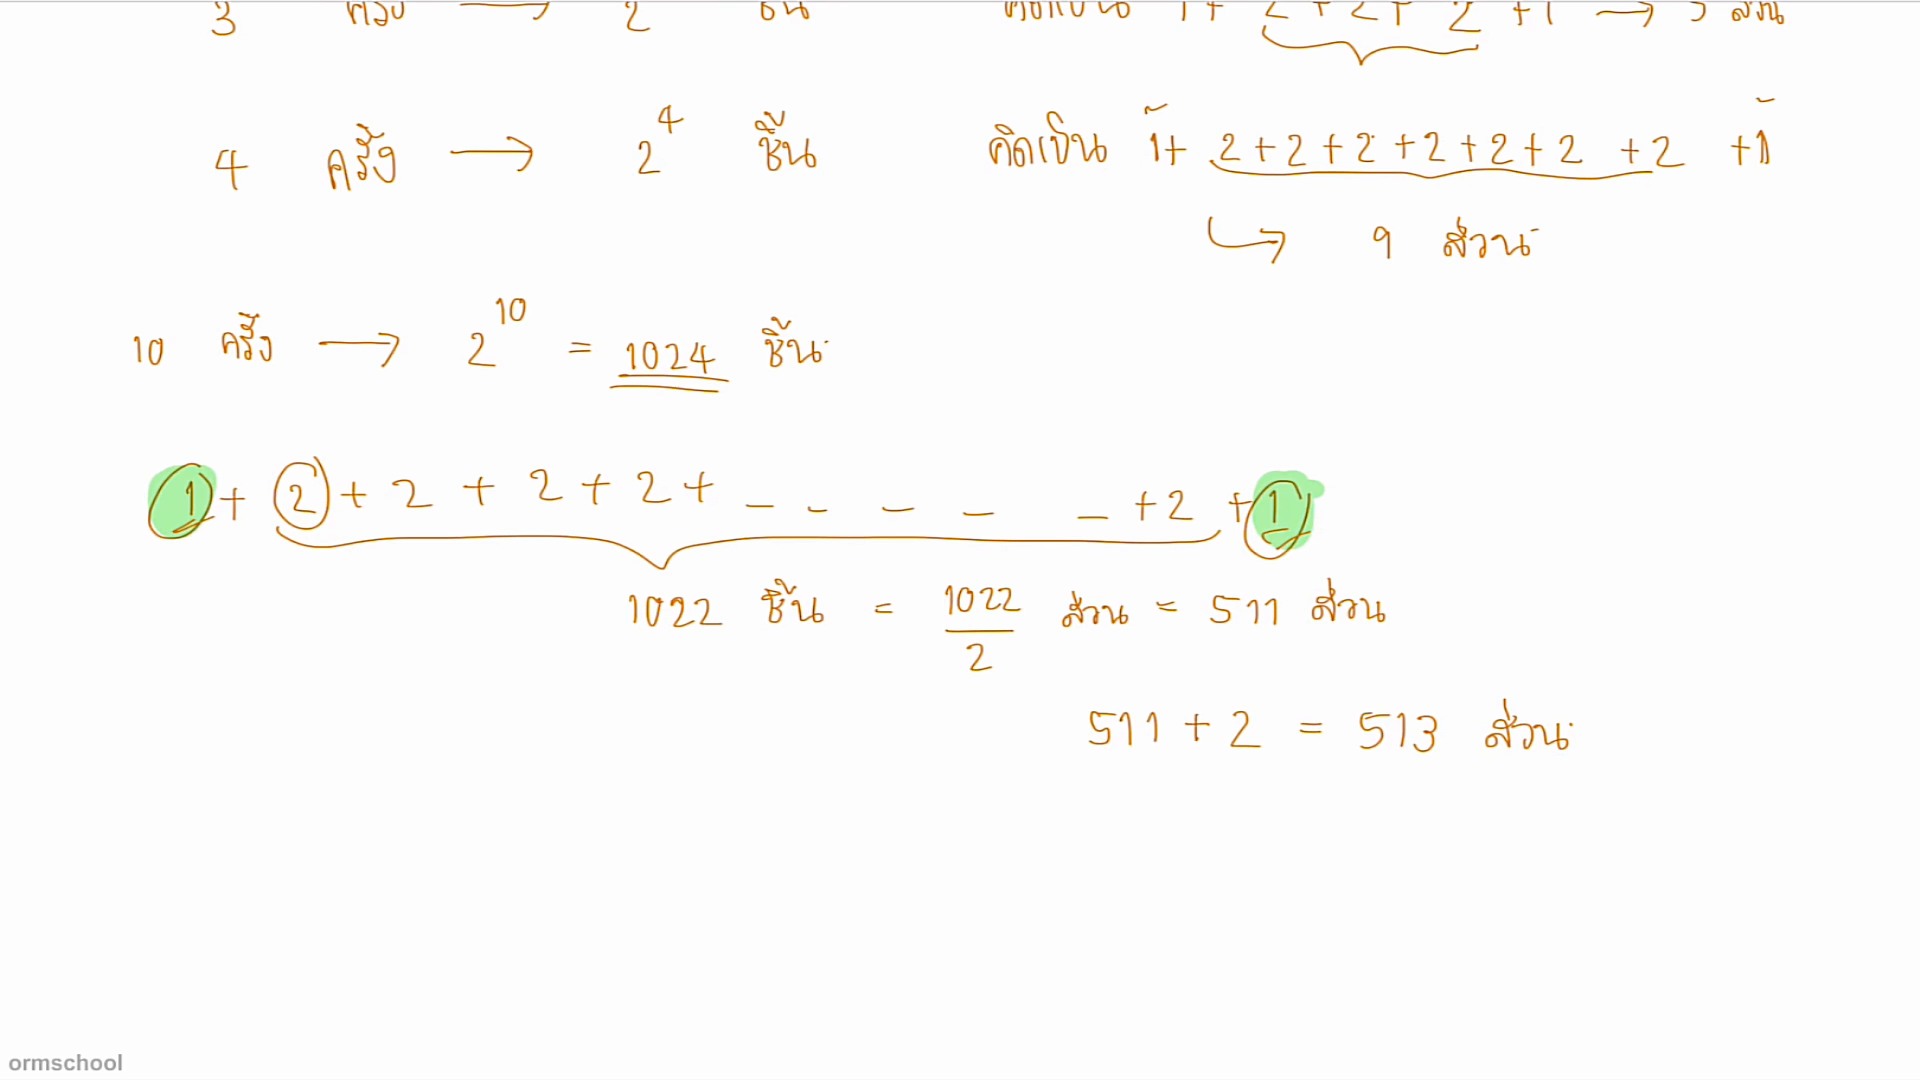 3 ครั้ง → 2 ชิ้น คิดเป็น 1 + 2 + 2 + 2 + 1 → 5 ส่วน
4 ครั้ง → 2^4 ชิ้น คิดเป็น 1 + 2 + 2 + 2 + 2 + 2 + 2 + 2 + 1
↳ 9 ส่วน
10 ครั้ง → 2^10 = 1024 ชิ้น
1 + 2 + 2 + 2 + 2 + _ _ _ _ _ + 2 + 1
1022 ชิ้น = 1022/2 ส่วน = 511 ส่วน
511 + 2 = 513 ส่วน
ormschool